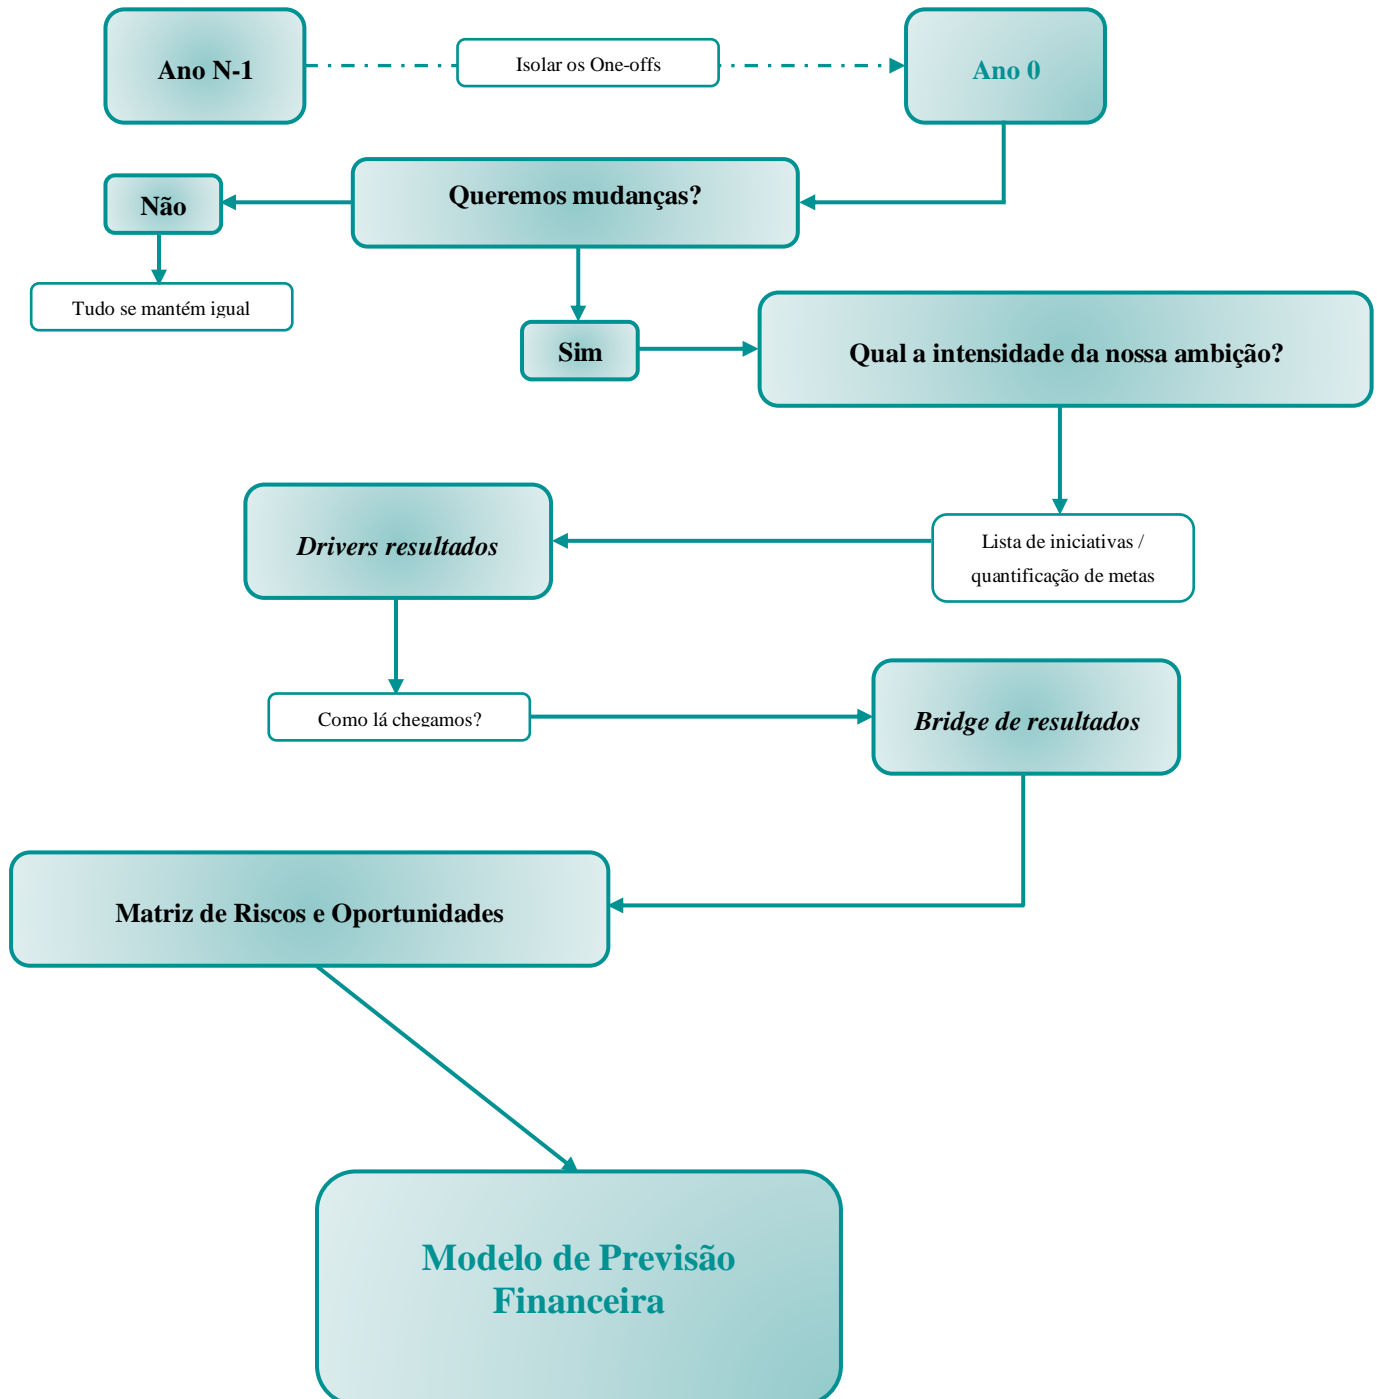 Ano N-1
Isolar os One-offs
Ano 0
Queremos mudanças?
Não
Tudo se mantém igual
Sim
Qual a intensidade da nossa ambição?
Drivers resultados
Lista de iniciativas /
quantificação de metas
Como lá chegamos?
Bridge de resultados
Matriz de Riscos e Oportunidades
Modelo de Previsão
Financeira